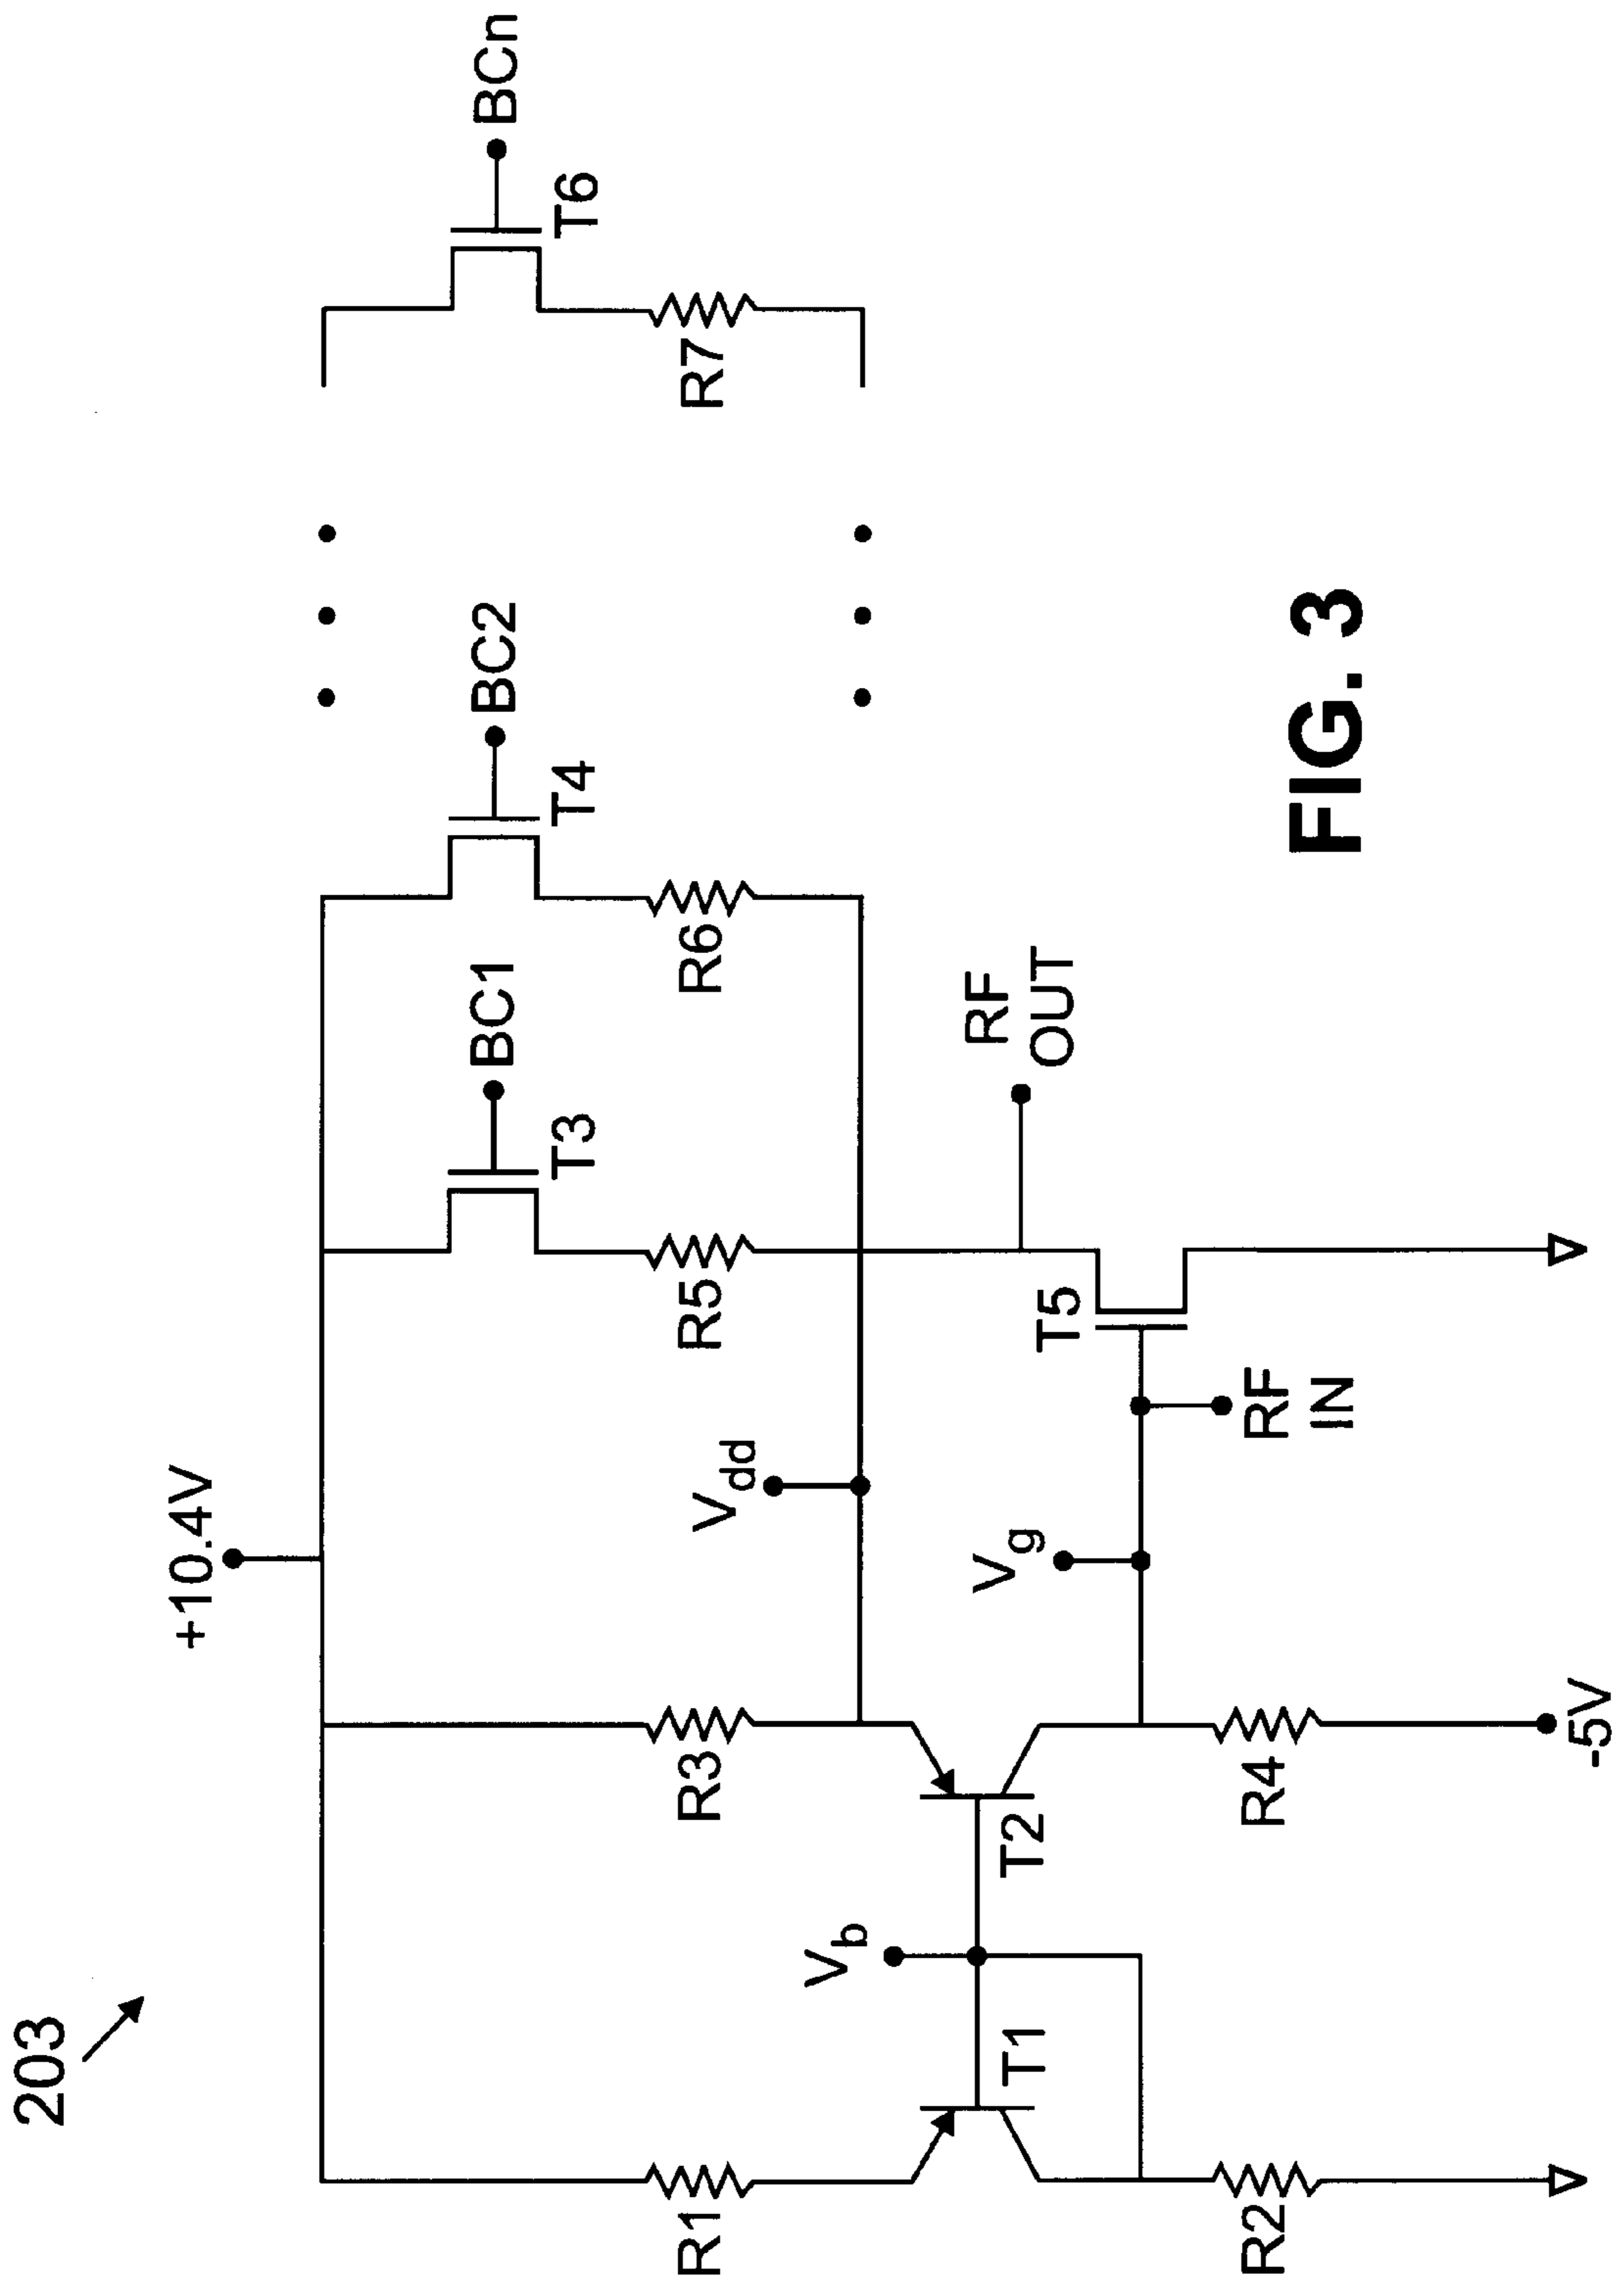 203
+10.4V
BC1
BC2
BCn
T3
T4
T6
R1
R3
R5
R6
R7
Vb
Vdd
RF
OUT
T1
T2
Vg
T5
R2
R4
RF
IN
-5V
FIG. 3